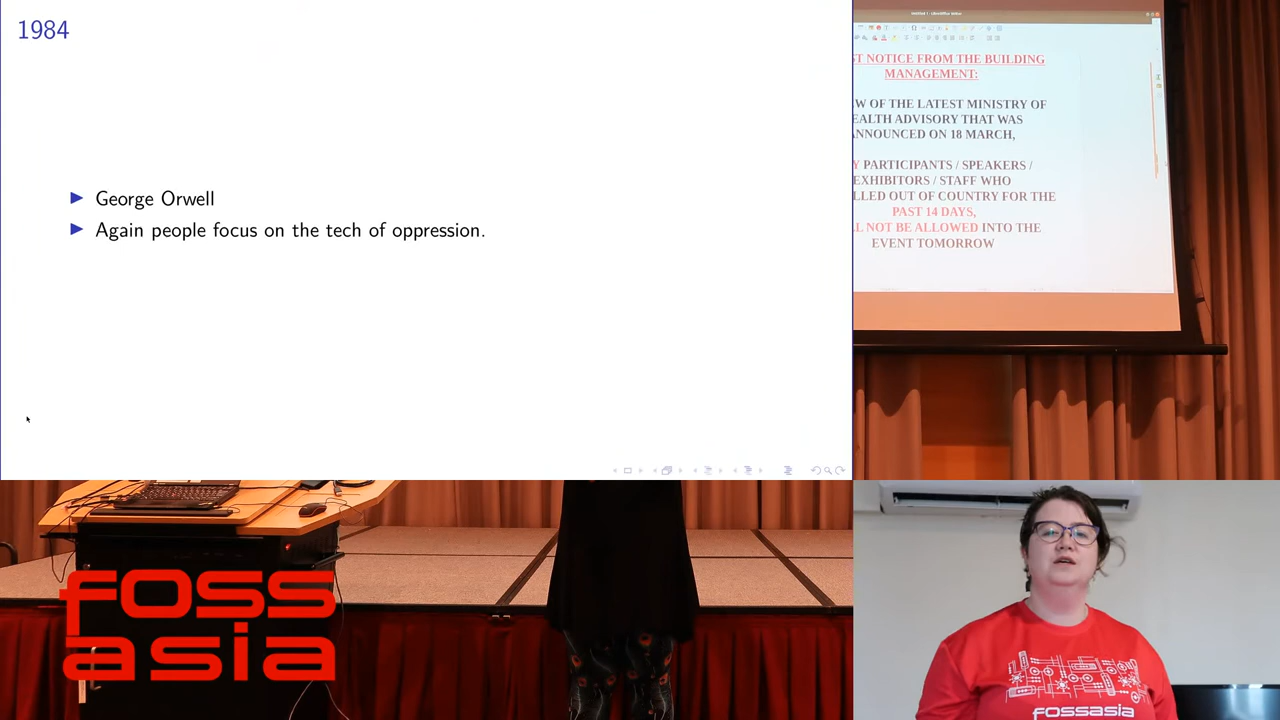 1984
George Orwell
Again people focus on the tech of oppression.
ST NOTICE FROM THE BUILDING
MANAGEMENT:
W OF THE LATEST MINISTRY OF
EALTH ADVISORY THAT WAS
ANNOUNCED ON 18 MARCH,
Y PARTICIPANTS / SPEAKERS /
EXHIBITORS / STAFF WHO
LLED OUT OF COUNTRY FOR THE
PAST 14 DAYS,
L NOT BE ALLOWED INTO THE
EVENT TOMORROW
foss
asia
fossasia